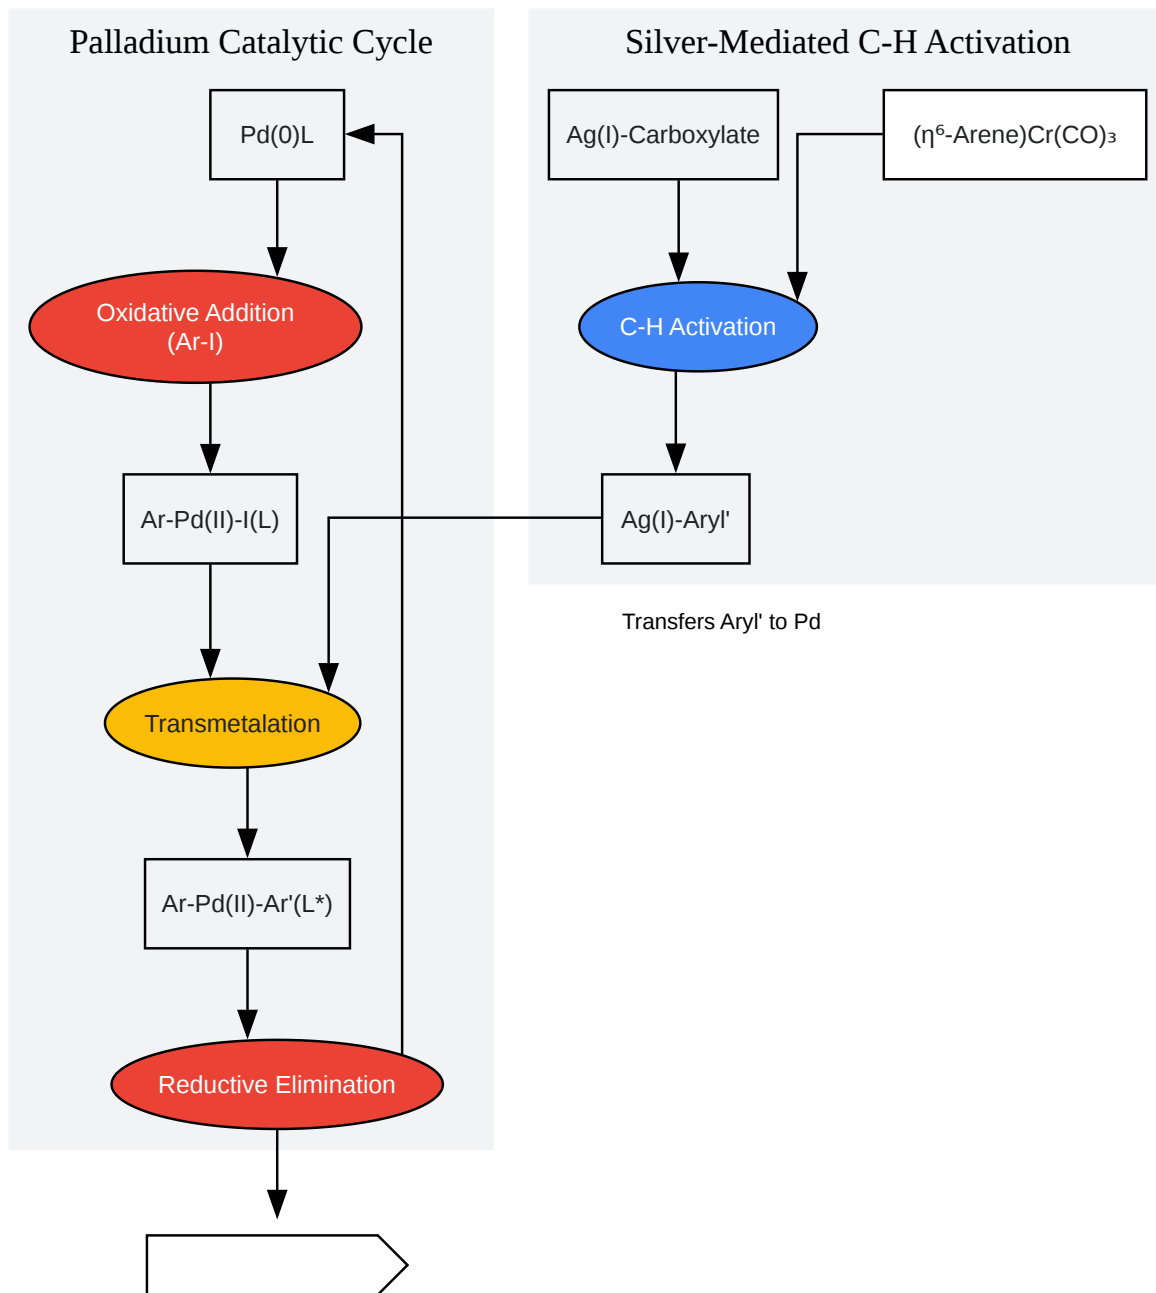 Palladium Catalytic Cycle
Silver-Mediated C-H Activation
Pd(0)L
Ag(I)-Carboxylate
(η⁶-Arene)Cr(CO)₃
Oxidative Addition
(Ar-I)
C-H Activation
Ar-Pd(II)-I(L)
Ag(I)-Aryl'
Transfers Aryl' to Pd
Transmetalation
Ar-Pd(II)-Ar'(L*)
Reductive Elimination